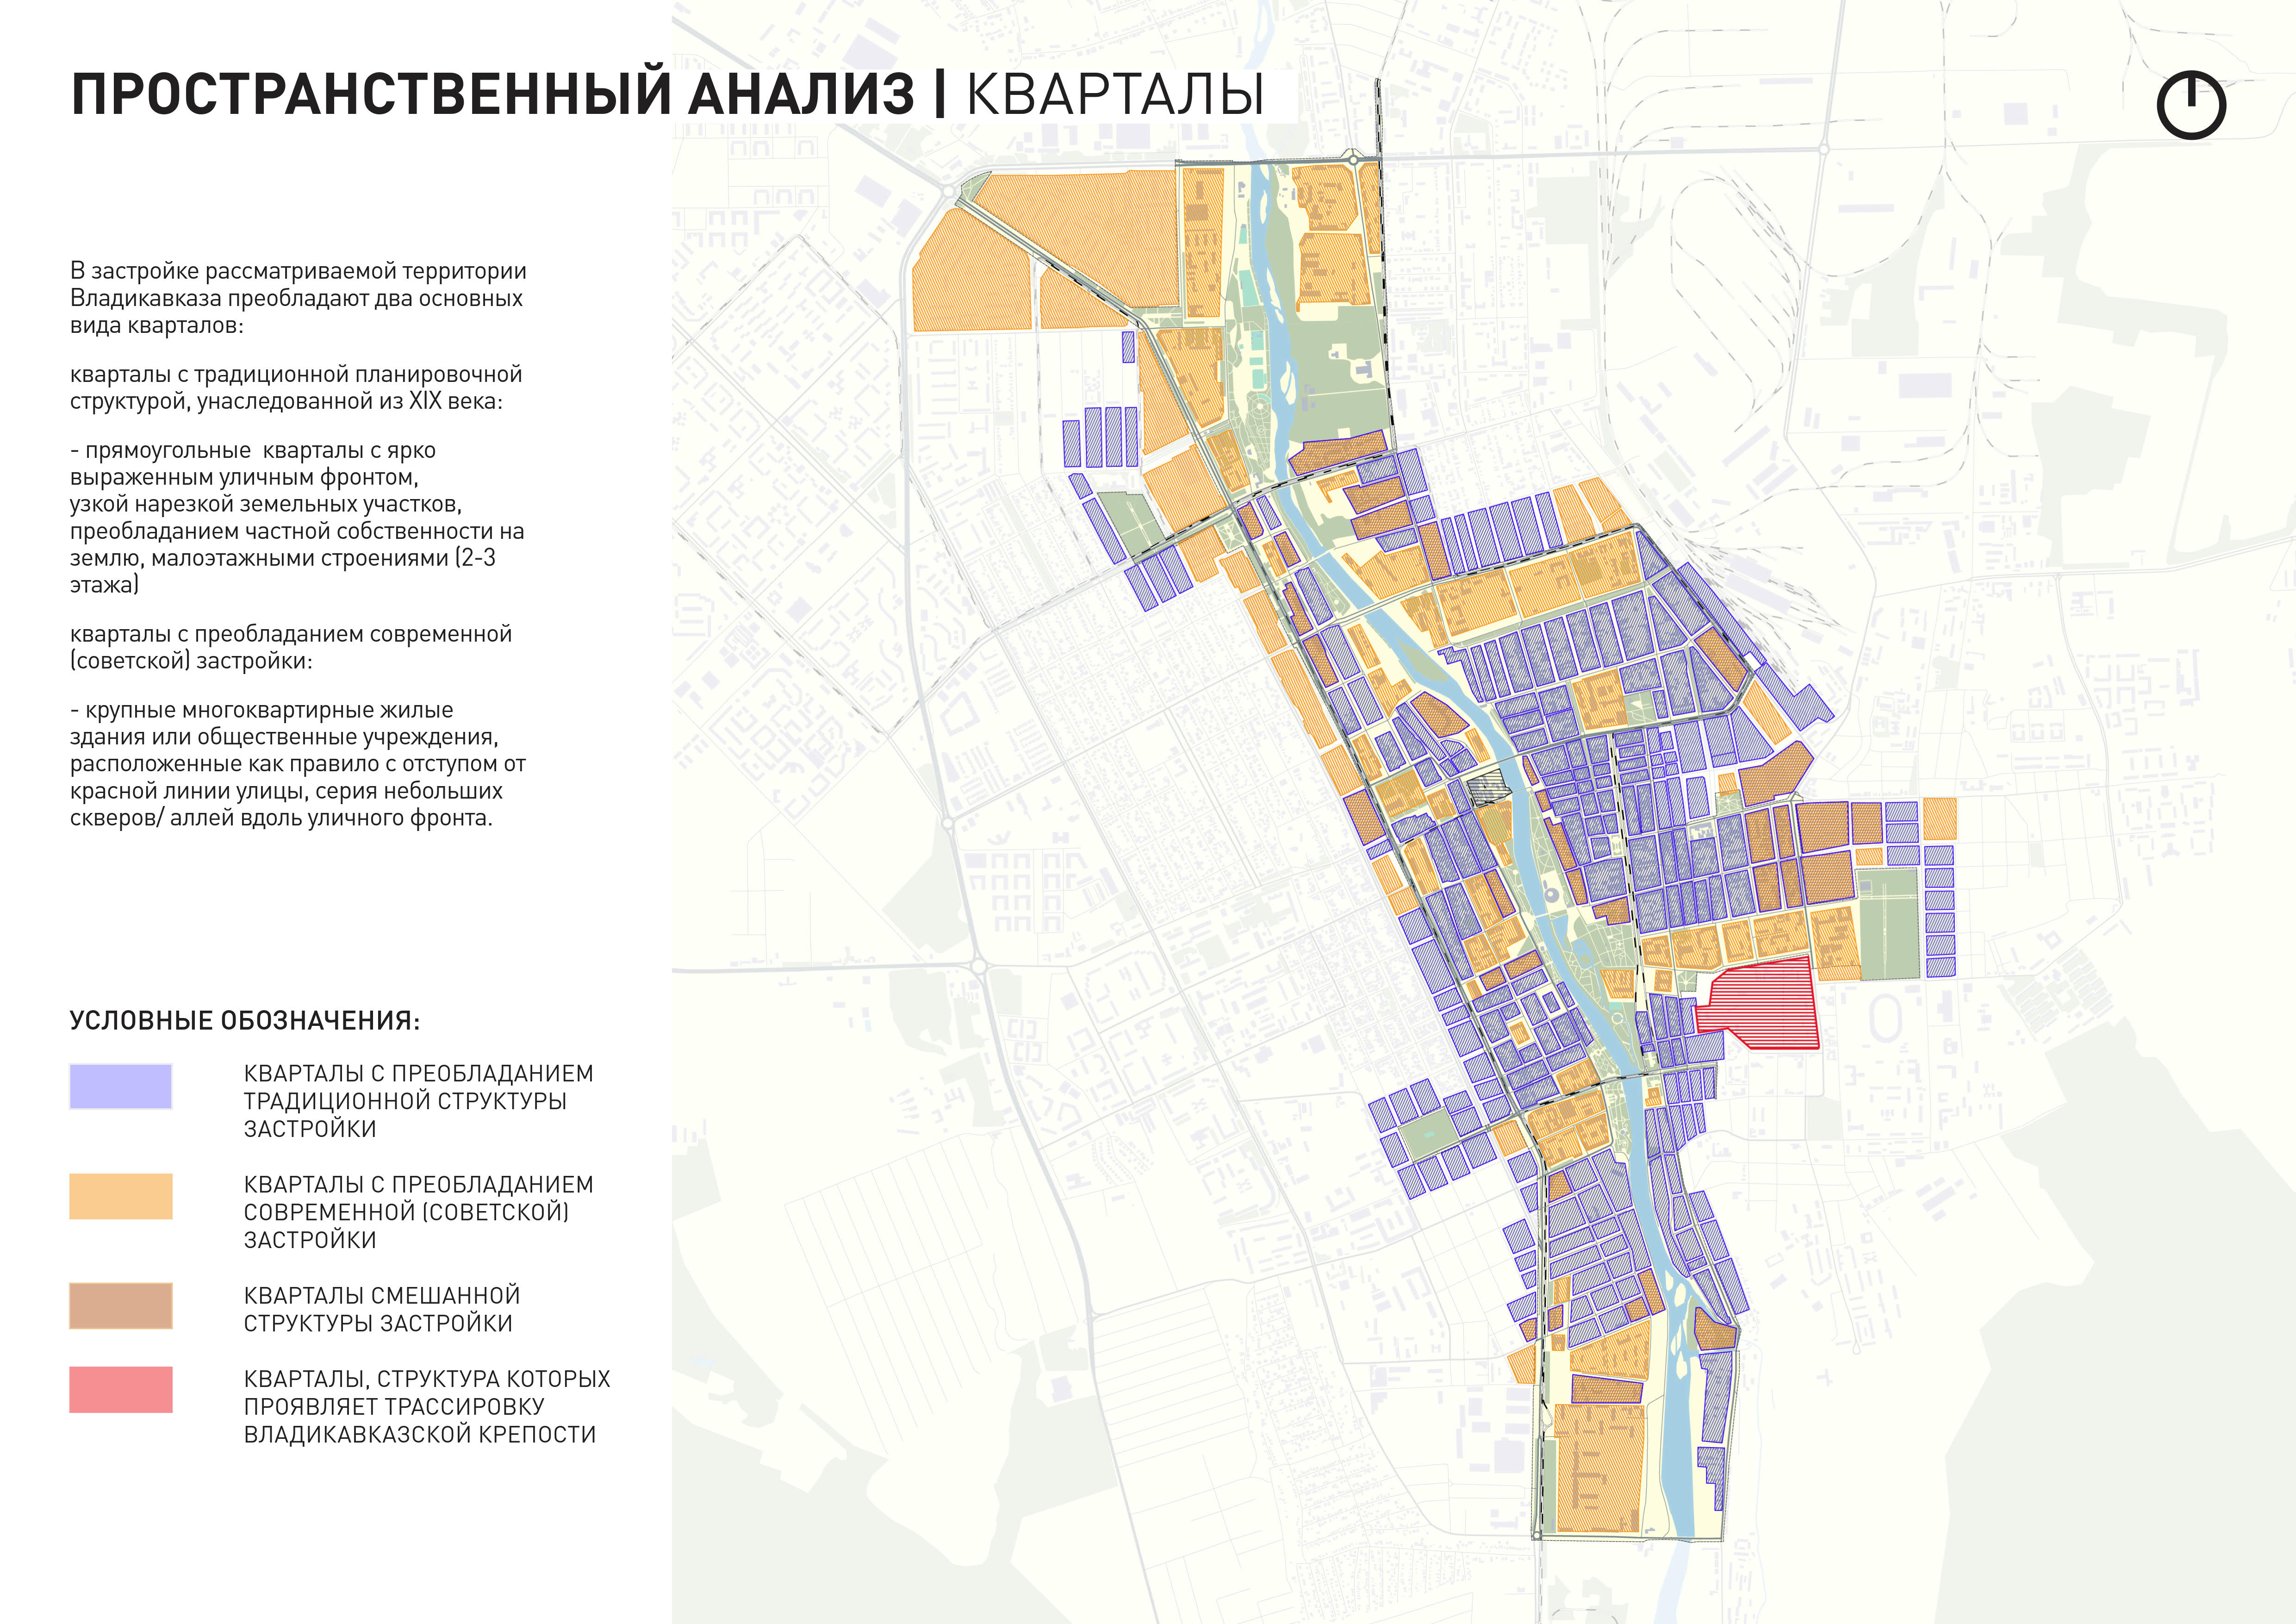 ПРОСТРАНСТВЕННЫЙ АНАЛИЗ | КВАРТАЛЫ
В застройке рассматриваемой территории
Владикавказа преобладают два основных
вида кварталов:
кварталы с традиционной планировочной
структурой, унаследованной из XIX века:
- прямоугольные  кварталы с ярко
выраженным уличным фронтом,
узкой нарезкой земельных участков,
преобладанием частной собственности на
землю, малоэтажными строениями (2-3
этажа)
кварталы с преобладанием современной
(советской) застройки:
- крупные многоквартирные жилые
здания или общественные учреждения,
расположенные как правило с отступом от
красной линии улицы, серия небольших
скверов/ аллей вдоль уличного фронта.
УСЛОВНЫЕ ОБОЗНАЧЕНИЯ:
КВАРТАЛЫ С ПРЕОБЛАДАНИЕМ
ТРАДИЦИОННОЙ СТРУКТУРЫ
ЗАСТРОЙКИ
КВАРТАЛЫ С ПРЕОБЛАДАНИЕМ
СОВРЕМЕННОЙ (СОВЕТСКОЙ)
ЗАСТРОЙКИ
КВАРТАЛЫ СМЕШАННОЙ
СТРУКТУРЫ ЗАСТРОЙКИ
КВАРТАЛЫ, СТРУКТУРА КОТОРЫХ
ПРОЯВЛЯЕТ ТРАССИРОВКУ
ВЛАДИКАВКАЗСКОЙ КРЕПОСТИ